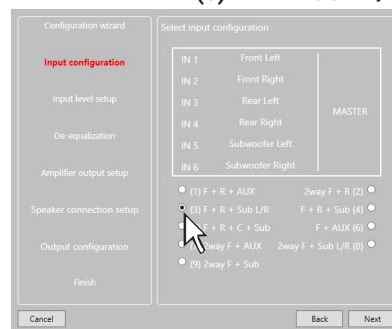 Configuration wizard
Input configuration
Input level setup
De-equalization
Amplifier output setup
Speaker connection setup
Output configuration
Finish
Select input configuration
IN 1 Front Left
IN 2 Front Right
IN 3 Rear Left
IN 4 Rear Right
IN 5 Subwoofer Left
IN 6 Subwoofer Right
MASTER
(1) F + R + AUX 2way F + R (2)
(3) F + R + Sub L/R F + R + Sub (4)
F + R + C + Sub F + AUX (6)
F + AUX 2way F + Sub L/R (8)
(9) 2way F + Sub
Cancel Back Next